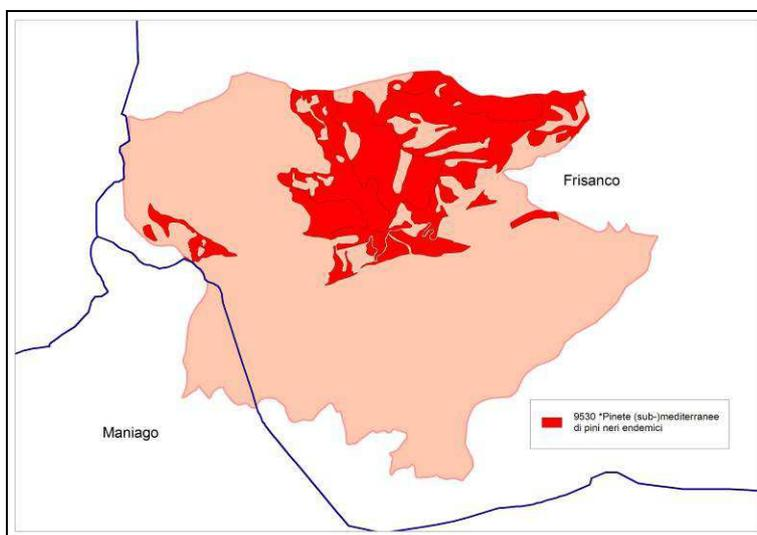 Frisanco
Maniago
9530 *Pinete (sub-)mediterranee
di pini neri endemici